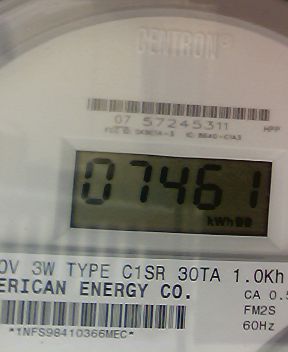 CENTRON®
07 57245311
HPP
07461
kWh
0V 3W TYPE C1SR 30TA 1.0Kh
ERICAN ENERGY CO.
CA 0.5
FM2S
*1NFS98410366MEC*
60Hz